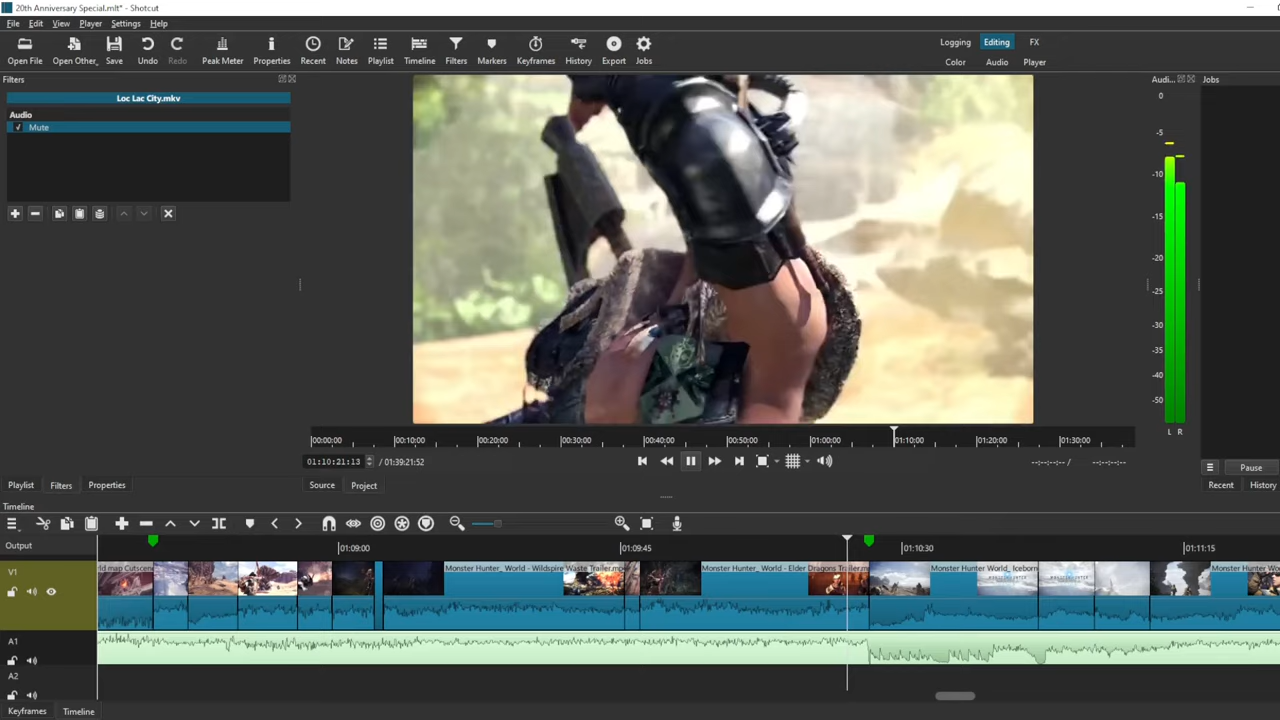 20th Anniversary Special.mlt* - Shotcut
File Edit View Player Settings Help
Open File Open Other.. Save Undo Redo Peak Meter Properties Recent Notes Playlist Timeline Filters Markers Keyframes History Export Jobs
Logging Editing FX
Color Audio Player
Filters
Loc Lac City.mkv
Audio
Mute
Audi...
Jobs
0
-5
-10
-15
-20
-25
-30
-35
-40
-45
-50
L R
00:00:00 00:10:00 00:20:00 00:30:00 00:40:00 00:50:00 01:00:00 01:10:00 01:20:00 01:30:00
01:10:21:13 / 01:39:21:52
--:--:--:-- / --:--:--:--
Pause
Playlist Filters Properties
Source Project
Recent History
Timeline
Output
01:09:00 01:09:45 01:10:30 01:11:15
V1
ld map Cutscen
Monster Hunter_ World - Wildspire Waste Trailer.m
Monster Hunter_ World - Elder Dragons Trailer.m
Monster Hunter World_ Iceborn
Monster Hunter Wo
A1
A2
Keyframes Timeline